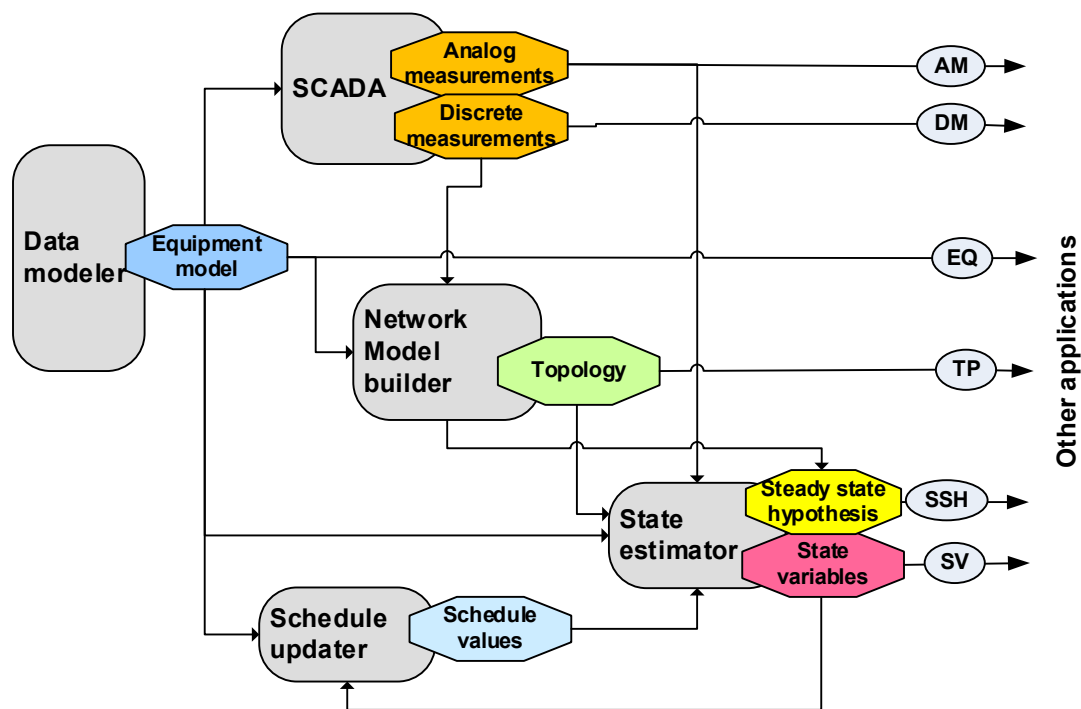 SCADA
Analog
measurements
Discrete
measurements
AM
DM
Data
modeler
Equipment
model
EQ
Network
Model
builder
Topology
TP
Other applications
State
estimator
Steady state
hypothesis
SSH
State
variables
SV
Schedule
updater
Schedule
values